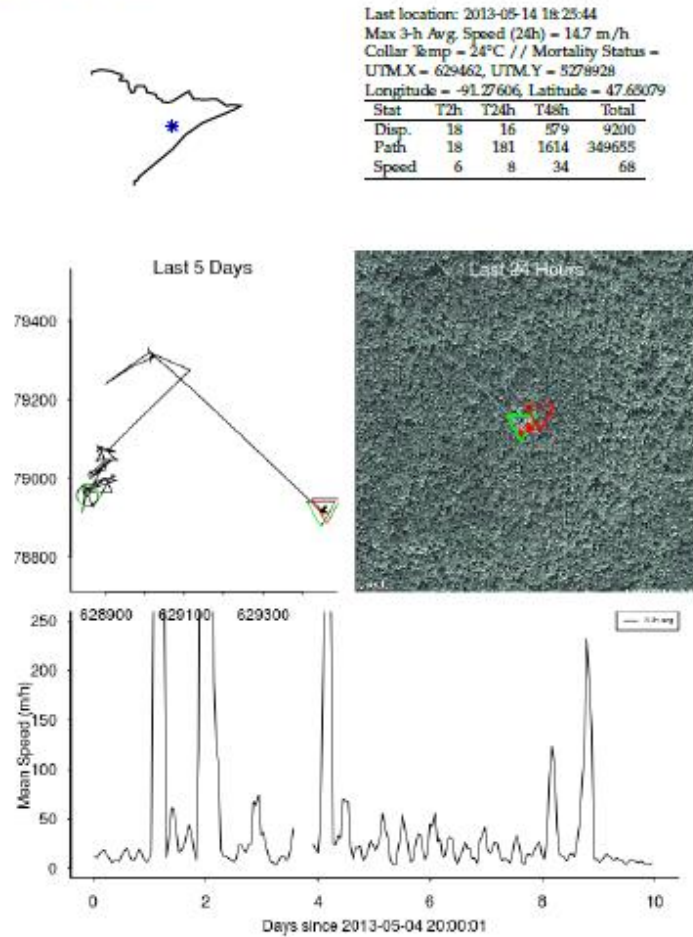 Last location: 2013-05-14 18:25:44
Max 3-h Avg. Speed (24h) = 14.7 m/h
Collar Temp = 24°C // Mortality Status =
UTM.X = 629462, UTM.Y = 5278928
Longitude = -91.27606, Latitude = 47.65079
Stat T2h T24h T48h Total
Disp. 18 16 579 9200
Path 18 181 1614 349655
Speed 6 8 34 68
Last 5 Days
Last 24 Hours
79400
79200
79000
78800
628900 629100 629300
250
200
150
100
50
0
Mean Speed (m/h)
0 2 4 6 8 10
Days since 2013-05-04 20:00:01